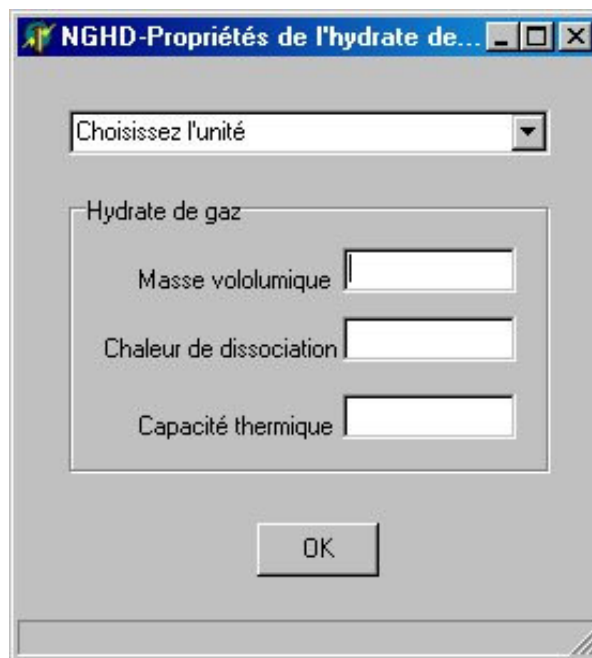 NGHD-Propriétés de l'hydrate de...
Choisissez l'unité
Hydrate de gaz
Masse vololumique
Chaleur de dissociation
Capacité thermique
OK